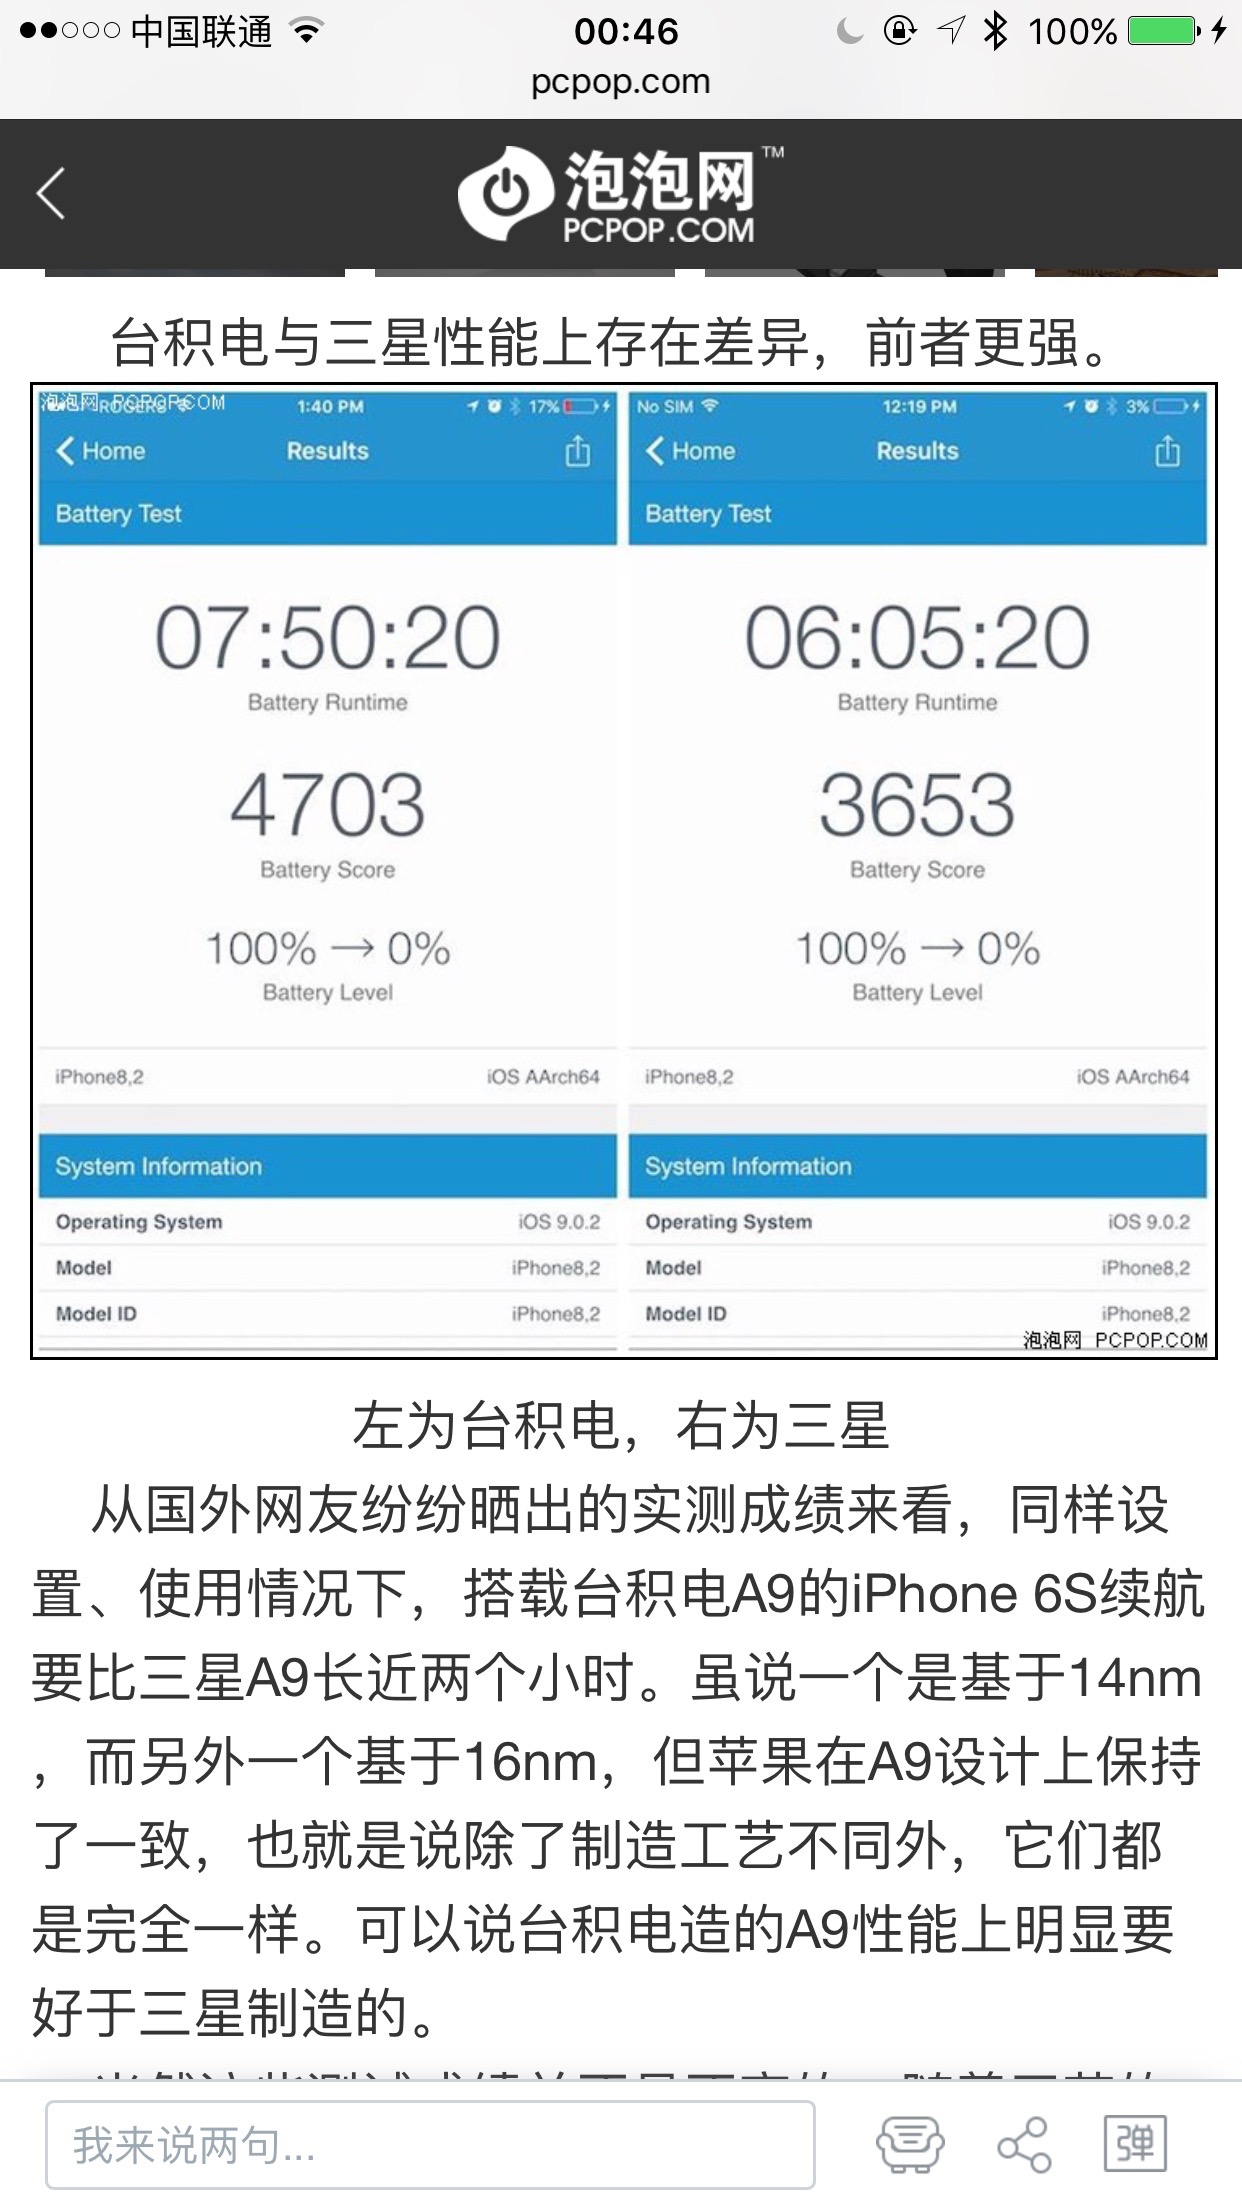 中国联通 00:46 100%
pcpop.com
泡泡网 TM
PCPOP.COM
台积电与三星性能上存在差异，前者更强。
泡泡网 PCPOP.COM ROGERS 1:40 PM 17% No SIM 12:19 PM 3%
Home Results Home Results
Battery Test Battery Test
07:50:20 06:05:20
Battery Runtime Battery Runtime
4703 3653
Battery Score Battery Score
100% → 0% 100% → 0%
Battery Level Battery Level
iPhone8,2 iOS AArch64 iPhone8,2 iOS AArch64
System Information System Information
Operating System iOS 9.0.2 Operating System iOS 9.0.2
Model iPhone8,2 Model iPhone8,2
Model ID iPhone8,2 Model ID iPhone8,2
泡泡网 PCPOP.COM
左为台积电，右为三星
从国外网友纷纷晒出的实测成绩来看，同样设
置、使用情况下，搭载台积电A9的iPhone 6S续航
要比三星A9长近两个小时。虽说一个是基于14nm
，而另外一个基于16nm，但苹果在A9设计上保持
了一致，也就是说除了制造工艺不同外，它们都
是完全一样。可以说台积电造的A9性能上明显要
好于三星制造的。
我来说两句...
弹